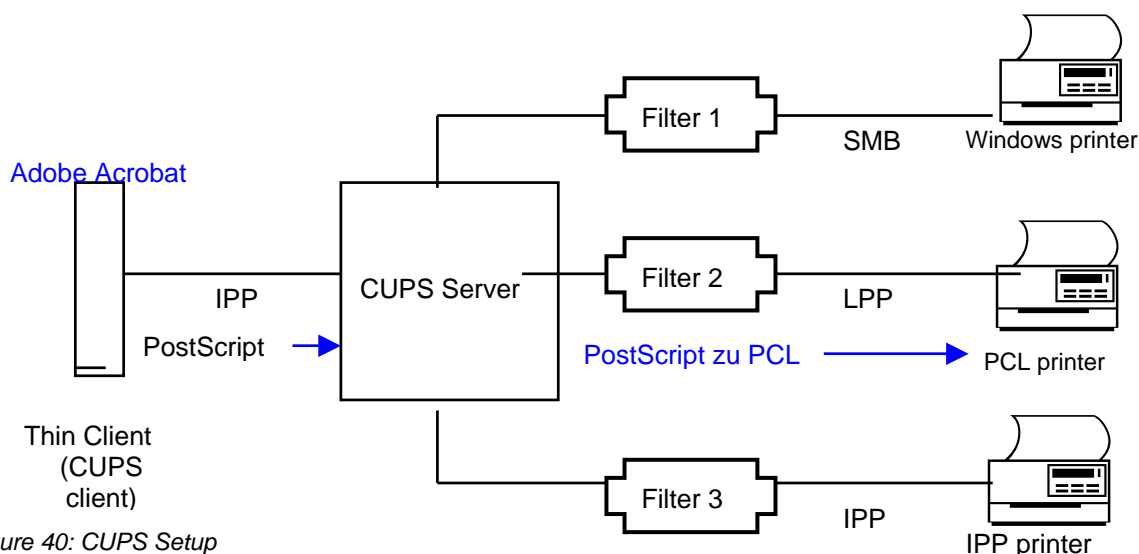 Filter 1
SMB
Windows printer
Adobe Acrobat
CUPS Server
Filter 2
IPP
LPP
PostScript
PostScript zu PCL
PCL printer
Thin Client
(CUPS
client)
Filter 3
IPP
IPP printer
ure 40: CUPS Setup